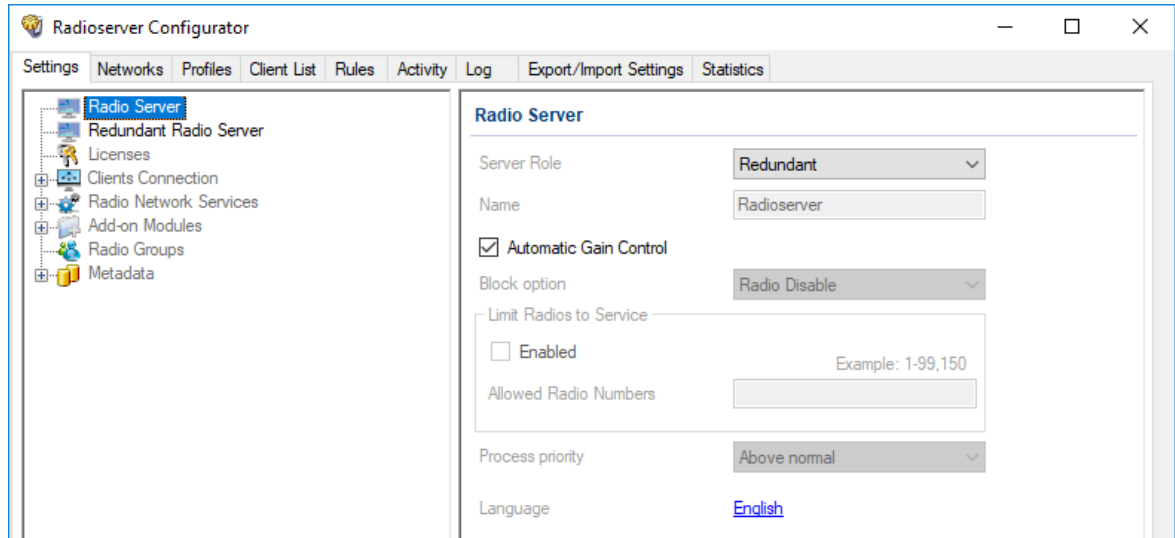 Radioserver Configurator
Settings Networks Profiles Client List Rules Activity Log Export/Import Settings Statistics
Radio Server
Redundant Radio Server
Licenses
Clients Connection
Radio Network Services
Add-on Modules
Radio Groups
Metadata
Radio Server
Server Role Redundant
Name Radioserver
Automatic Gain Control
Block option Radio Disable
Limit Radios to Service
Enabled
Example: 1-99,150
Allowed Radio Numbers
Process priority Above normal
Language English